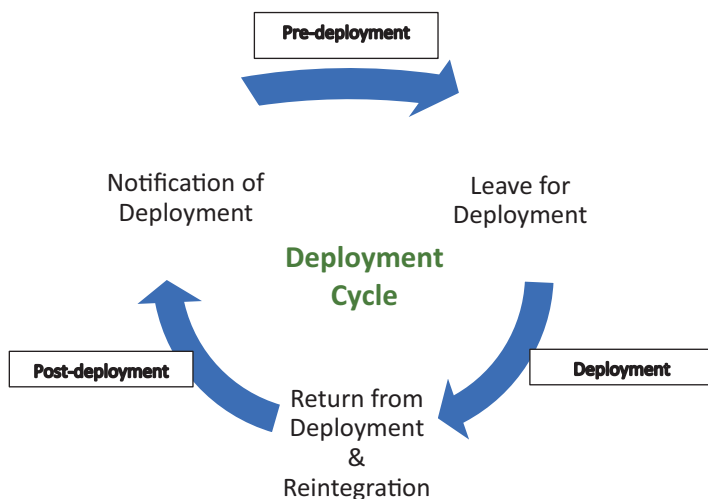 Pre-deployment
Notification of
Deployment
Leave for
Deployment
Deployment
Cycle
Post-deployment
Deployment
Return from
Deployment
&
Reintegration